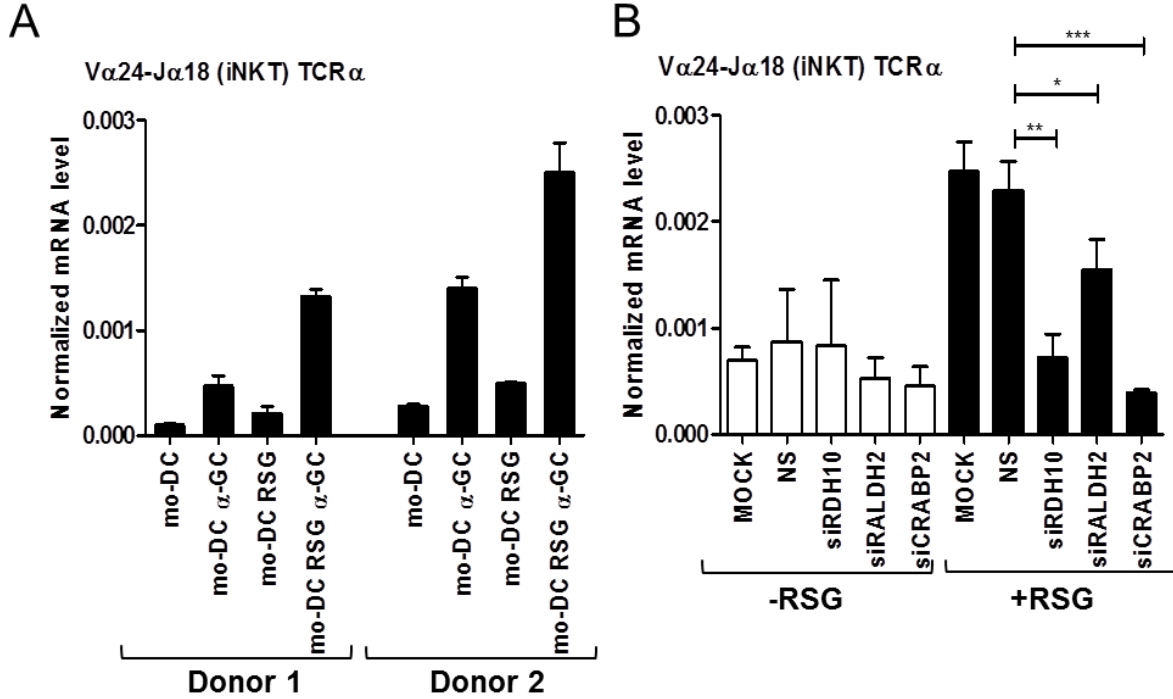 A
Vα24-Jα18 (iNKT) TCRα
Normalized mRNA level
0.003
0.002
0.001
0.000
mo-DC
mo-DC α-GC
mo-DC RSG
mo-DC RSG α-GC
mo-DC
mo-DC α-GC
mo-DC RSG
mo-DC RSG α-GC
Donor 1
Donor 2
B
Vα24-Jα18 (iNKT) TCRα
***
*
**
Normalized mRNA level
0.003
0.002
0.001
0.000
MOCK
NS
siRDH10
siRALDH2
siCRABP2
MOCK
NS
siRDH10
siRALDH2
siCRABP2
-RSG
+RSG